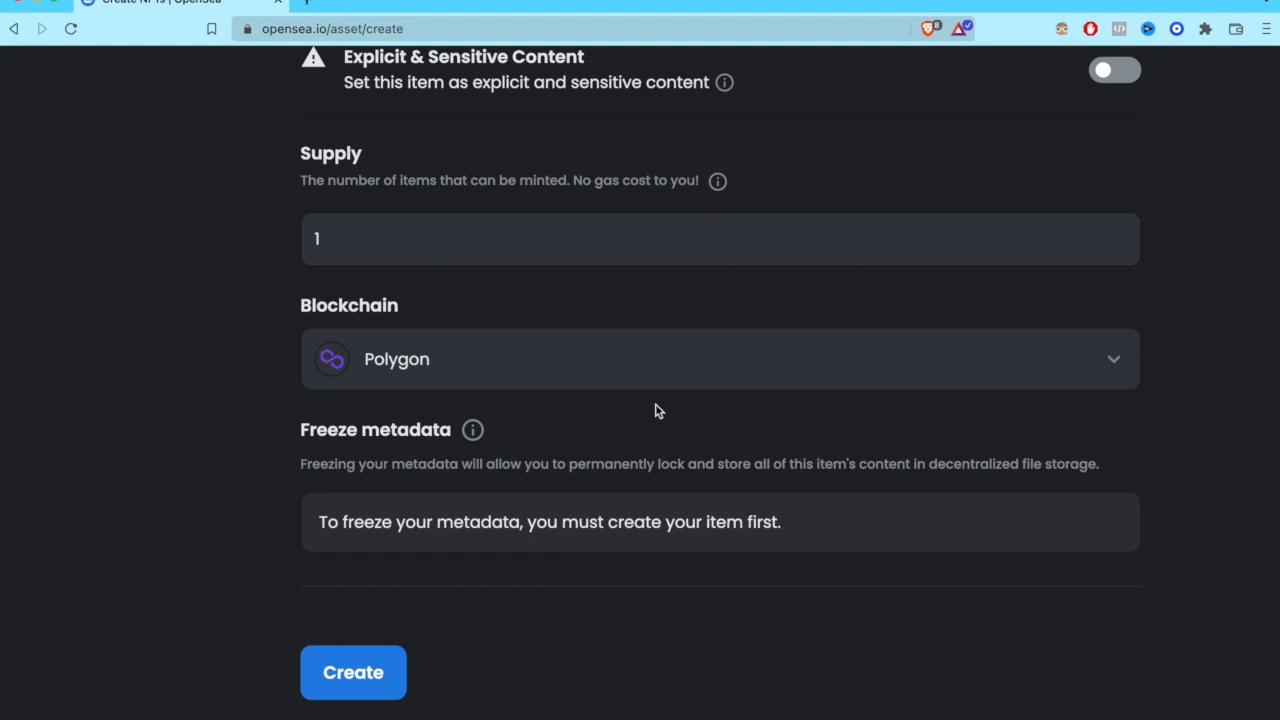 Create NFTs | OpenSea
opensea.io/asset/create
8
Explicit & Sensitive Content
Set this item as explicit and sensitive content
Supply
The number of items that can be minted. No gas cost to you!
1
Blockchain
Polygon
Freeze metadata
Freezing your metadata will allow you to permanently lock and store all of this item's content in decentralized file storage.
To freeze your metadata, you must create your item first.
Create